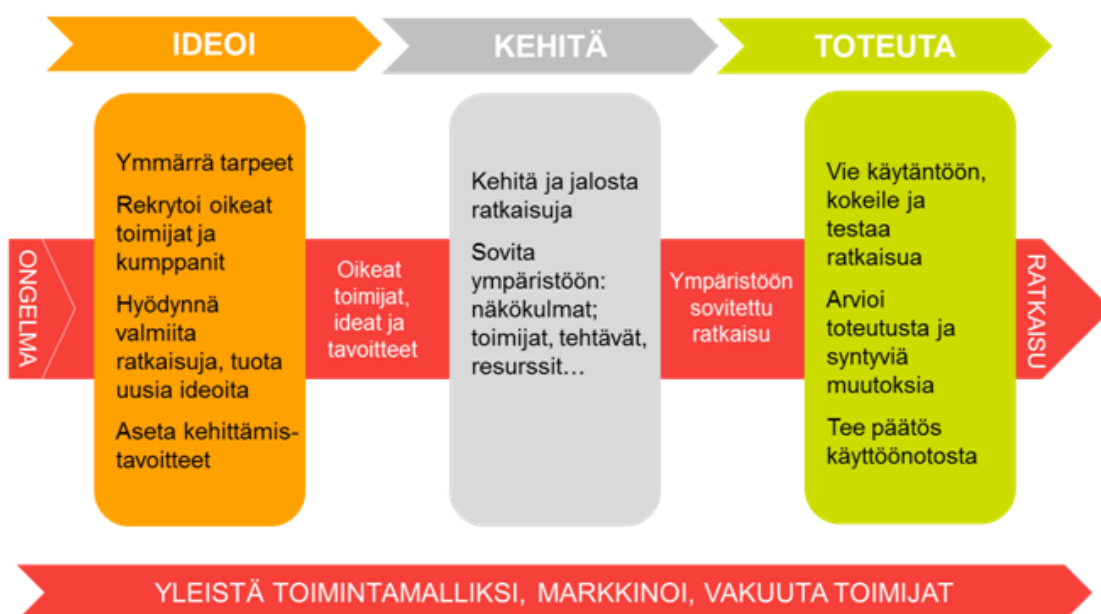 IDEOI
KEHITÄ
TOTEUTA
ONGELMA
Ymmärrä tarpeet
Rekrytoi oikeat
toimijat ja
kumppanit
Hyödynnä
valmiita
ratkaisuja, tuota
uusia ideoita
Aseta kehittämis-
tavoitteet
Oikeat
toimijat,
ideat ja
tavoitteet
Kehitä ja jalosta
ratkaisuja
Sovita
ympäristöön:
näkökulmat;
toimijat, tehtävät,
resurssit…
Ympäristöön
sovitettu
ratkaisu
Vie käytäntöön,
kokeile ja
testaa
ratkaisua
Arvioi
toteutusta ja
syntyviä
muutoksia
Tee päätös
käyttöönotosta
RATKAISU
YLEISTÄ TOIMINTAMALLIKSI, MARKKINOI, VAKUUTA TOIMIJAT